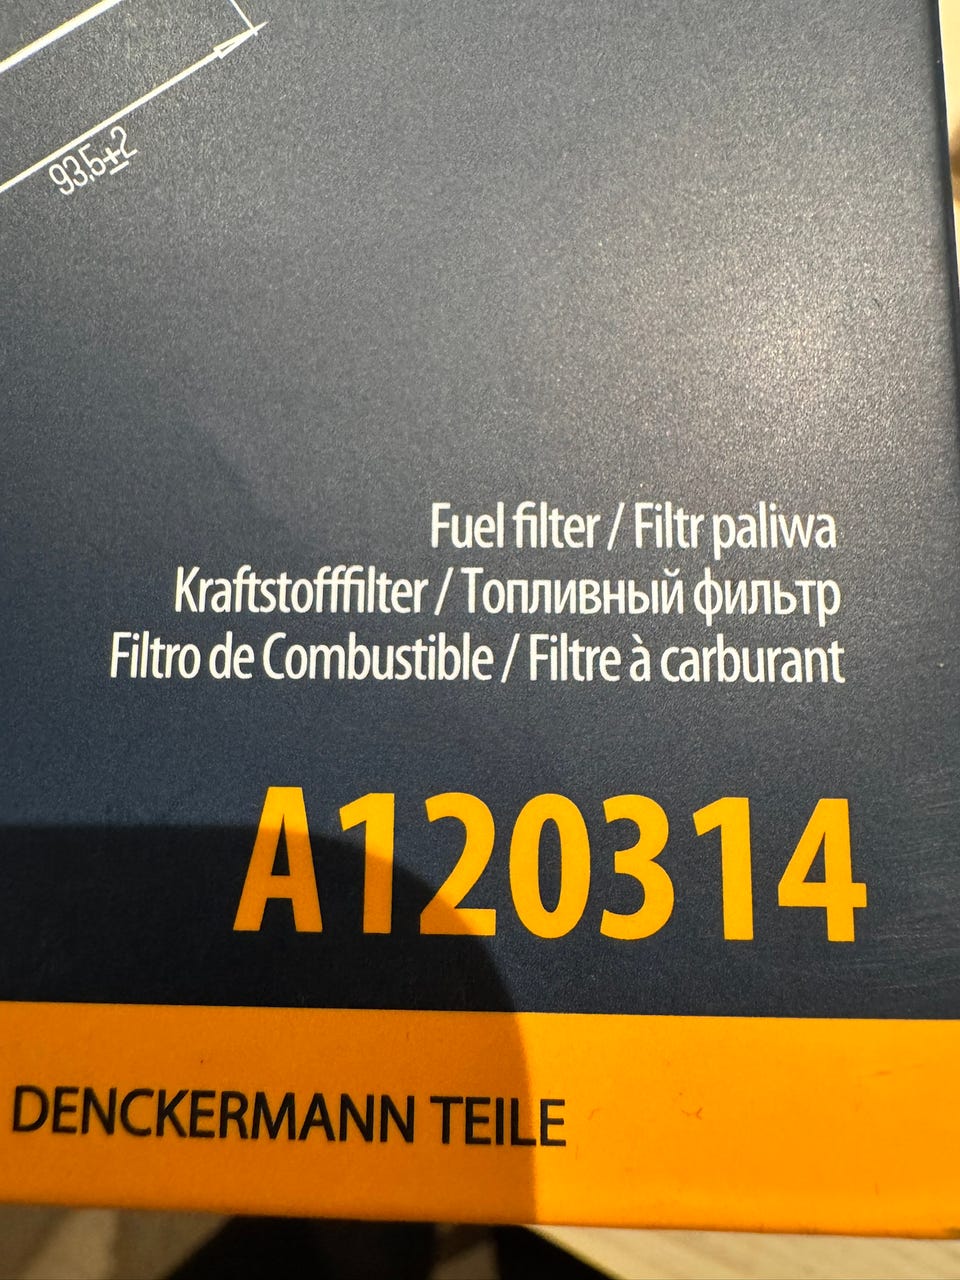 93,5±2
Fuel filter / Filtr paliwa
Kraftstofffilter / Топливный фильтр
Filtro de Combustible / Filtre à carburant
A120314
DENCKERMANN TEILE